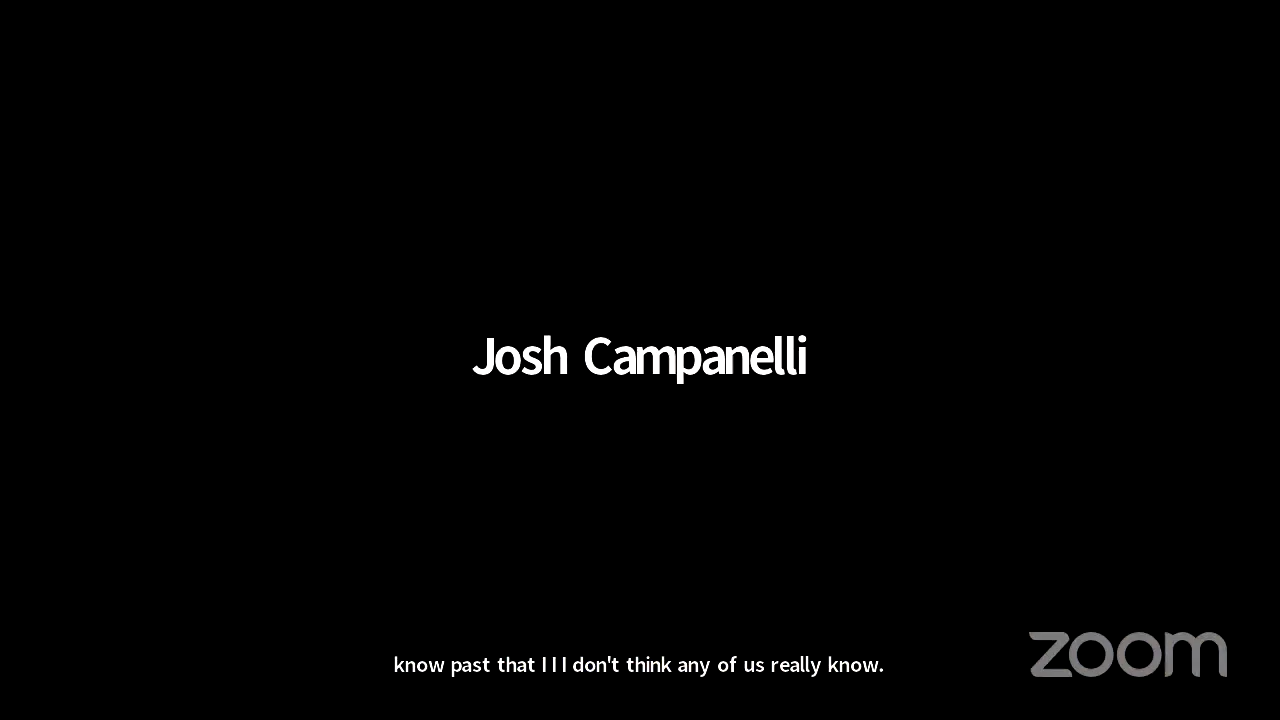 Josh Campanelli
know past that I I I don't think any of us really know.
zoom